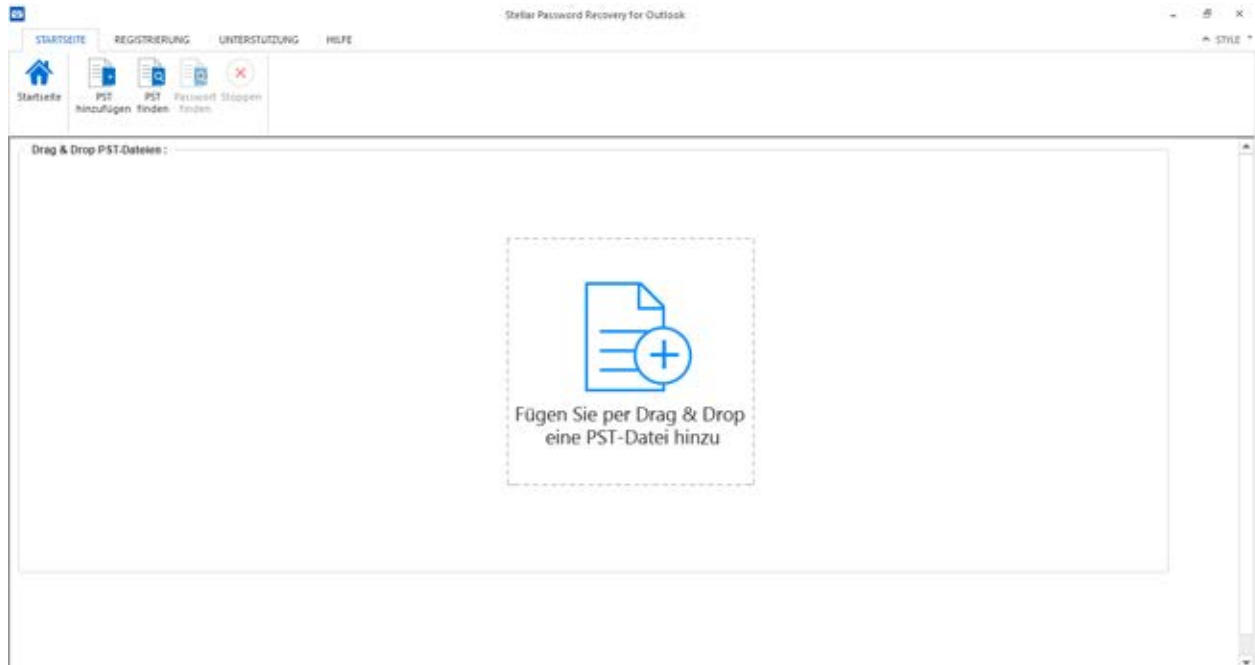 Stellar Password Recovery for Outlook
STARTSEITE REGISTRIERUNG UNTERSTÜTZUNG HILFE
STYLE
Startseite
PST hinzufügen
PST finden
Passwort finden
Stoppen
Drag & Drop PST-Dateien :
Fügen Sie per Drag & Drop
eine PST-Datei hinzu